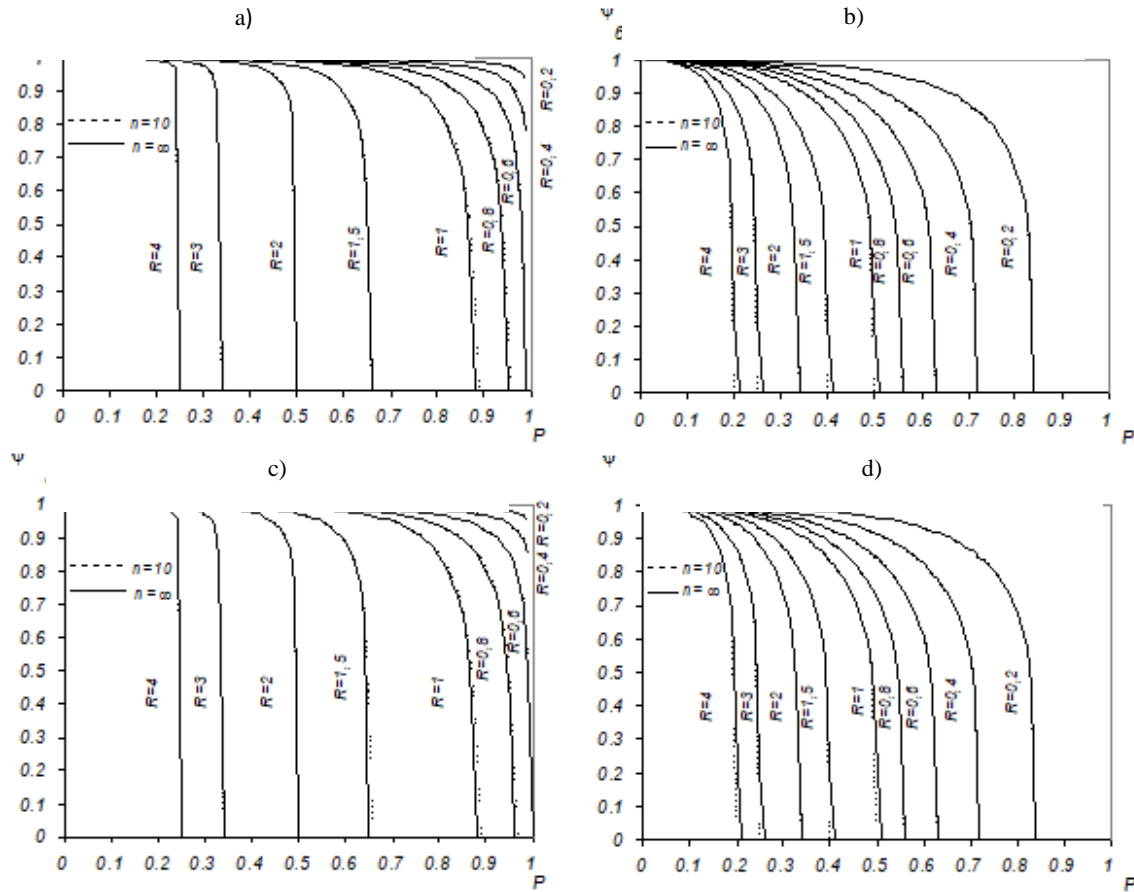 a)
1
0.9
0.8
0.7
0.6
0.5
0.4
0.3
0.2
0.1
0
n=10
n=∞
R=4
R=3
R=2
R=1,5
R=1
R=0,8
R=0,6
R=0,4
R=0,2
0 0.2 0.3 0.4 0.5 0.6 0.7 0.8 0.9 1
P
b)
Ψ
1
0.9
0.8
0.7
0.6
0.5
0.4
0.3
0.2
0.1
0
n=10
n=∞
R=4
R=3
R=2
R=1,5
R=1
R=0,8
R=0,6
R=0,4
R=0,2
0 0.2 0.3 0.4 0.5 0.6 0.7 0.8 0.9 1
P
c)
Ψ
1
0.9
0.8
0.7
0.6
0.5
0.4
0.3
0.2
0.1
0
n=10
n=∞
R=4
R=3
R=2
R=1,5
R=1
R=0,8
R=0,6
R=0,4
R=0,2
0 0.1 0.2 0.3 0.4 0.5 0.6 0.7 0.8 0.9 1
P
d)
Ψ
1
0.9
0.8
0.7
0.6
0.5
0.4
0.3
0.2
0.1
0
n=10
n=∞
R=4
R=3
R=2
R=1,5
R=1
R=0,8
R=0,6
R=0,4
R=0,2
0 0.1 0.2 0.3 0.4 0.5 0.6 0.7 0.8 0.9 1
P